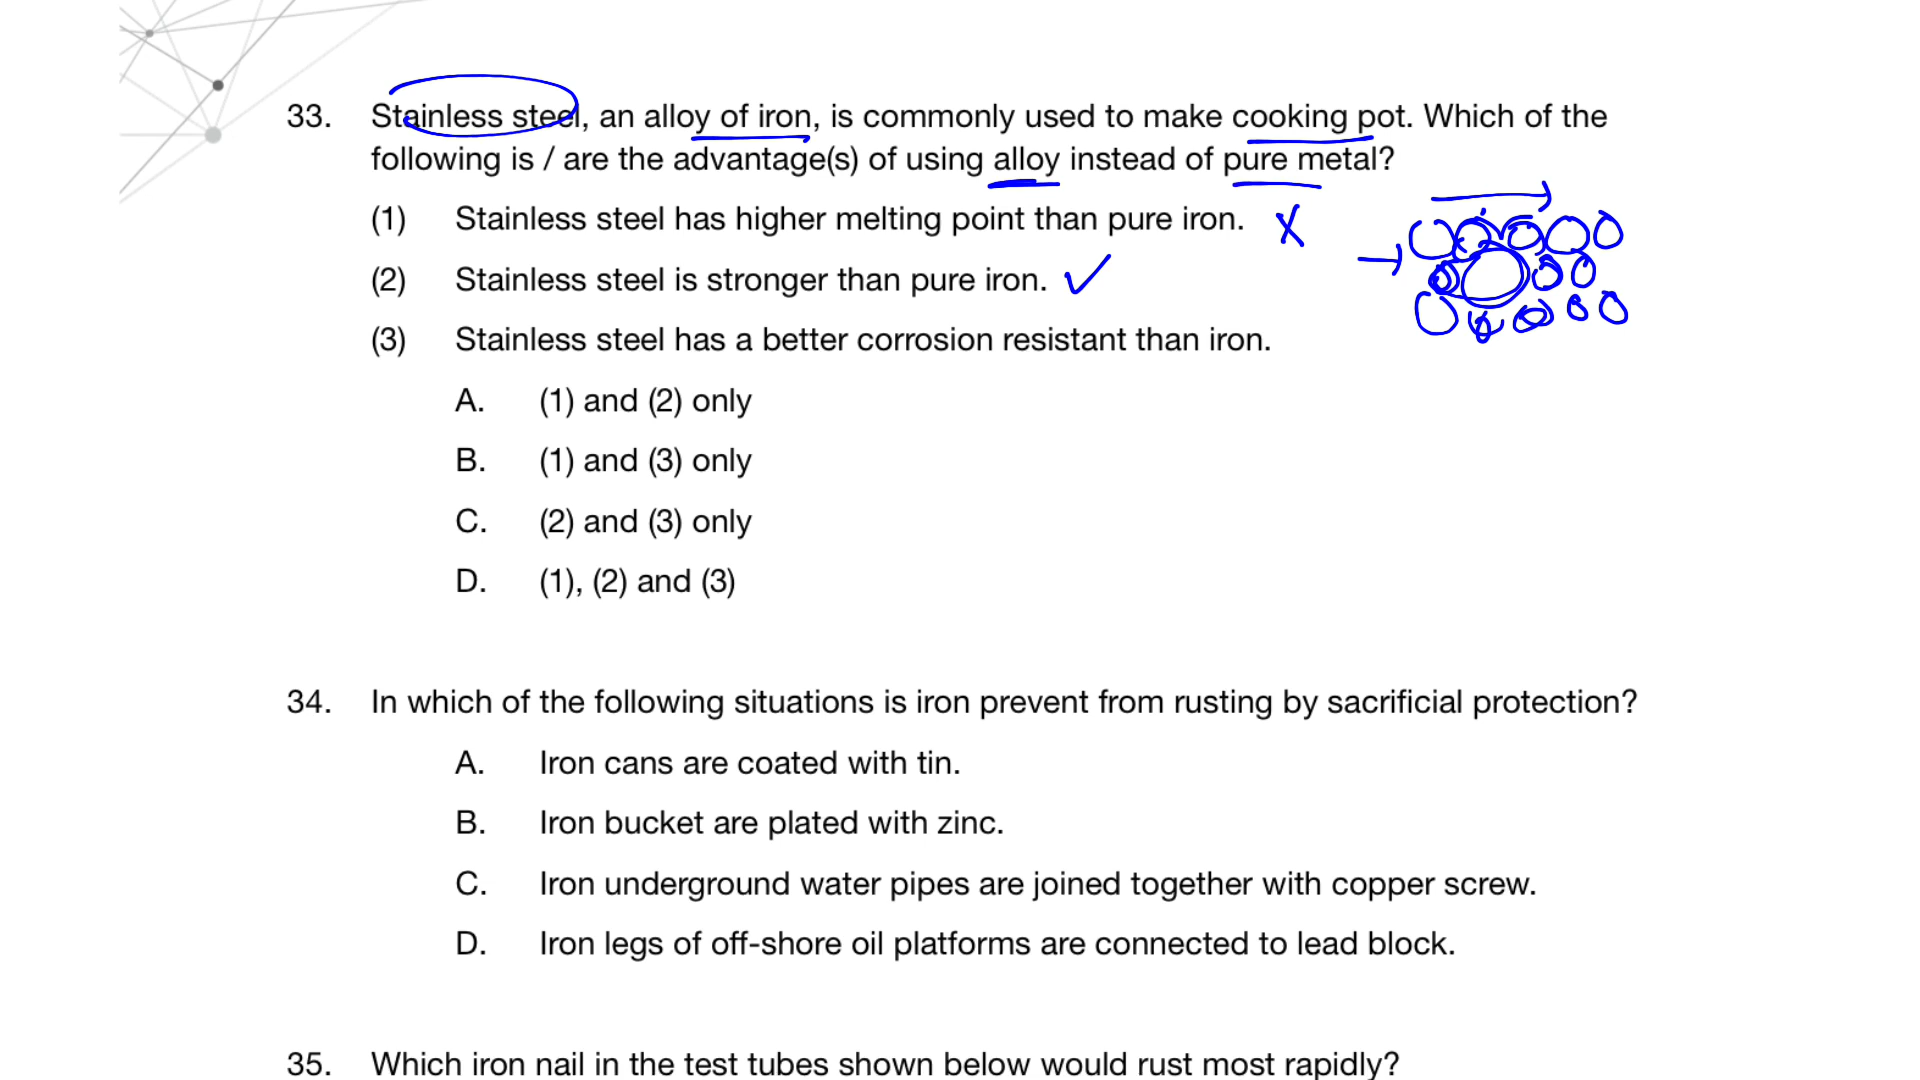 33. Stainless steel, an alloy of iron, is commonly used to make cooking pot. Which of the
following is / are the advantage(s) of using alloy instead of pure metal?
(1) Stainless steel has higher melting point than pure iron.
(2) Stainless steel is stronger than pure iron.
(3) Stainless steel has a better corrosion resistant than iron.
A. (1) and (2) only
B. (1) and (3) only
C. (2) and (3) only
D. (1), (2) and (3)
34. In which of the following situations is iron prevent from rusting by sacrificial protection?
A. Iron cans are coated with tin.
B. Iron bucket are plated with zinc.
C. Iron underground water pipes are joined together with copper screw.
D. Iron legs of off-shore oil platforms are connected to lead block.
35. Which iron nail in the test tubes shown below would rust most rapidly?